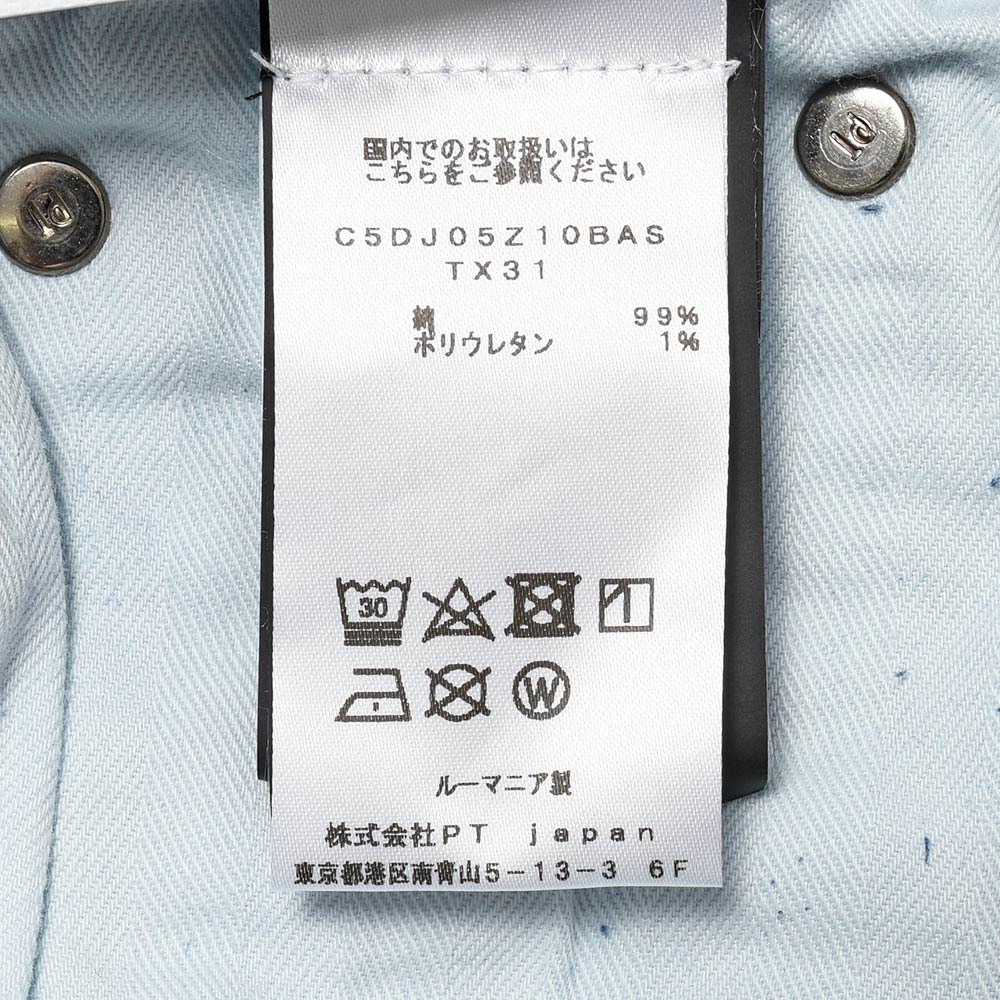 国内でのお取扱いは
こちらをご参照ください
C5DJ05Z10BAS
TX31
綿 99%
ポリウレタン 1%
30
W
ルーマニア製
株式会社PT japan
東京都港区南青山5-13-3 6F